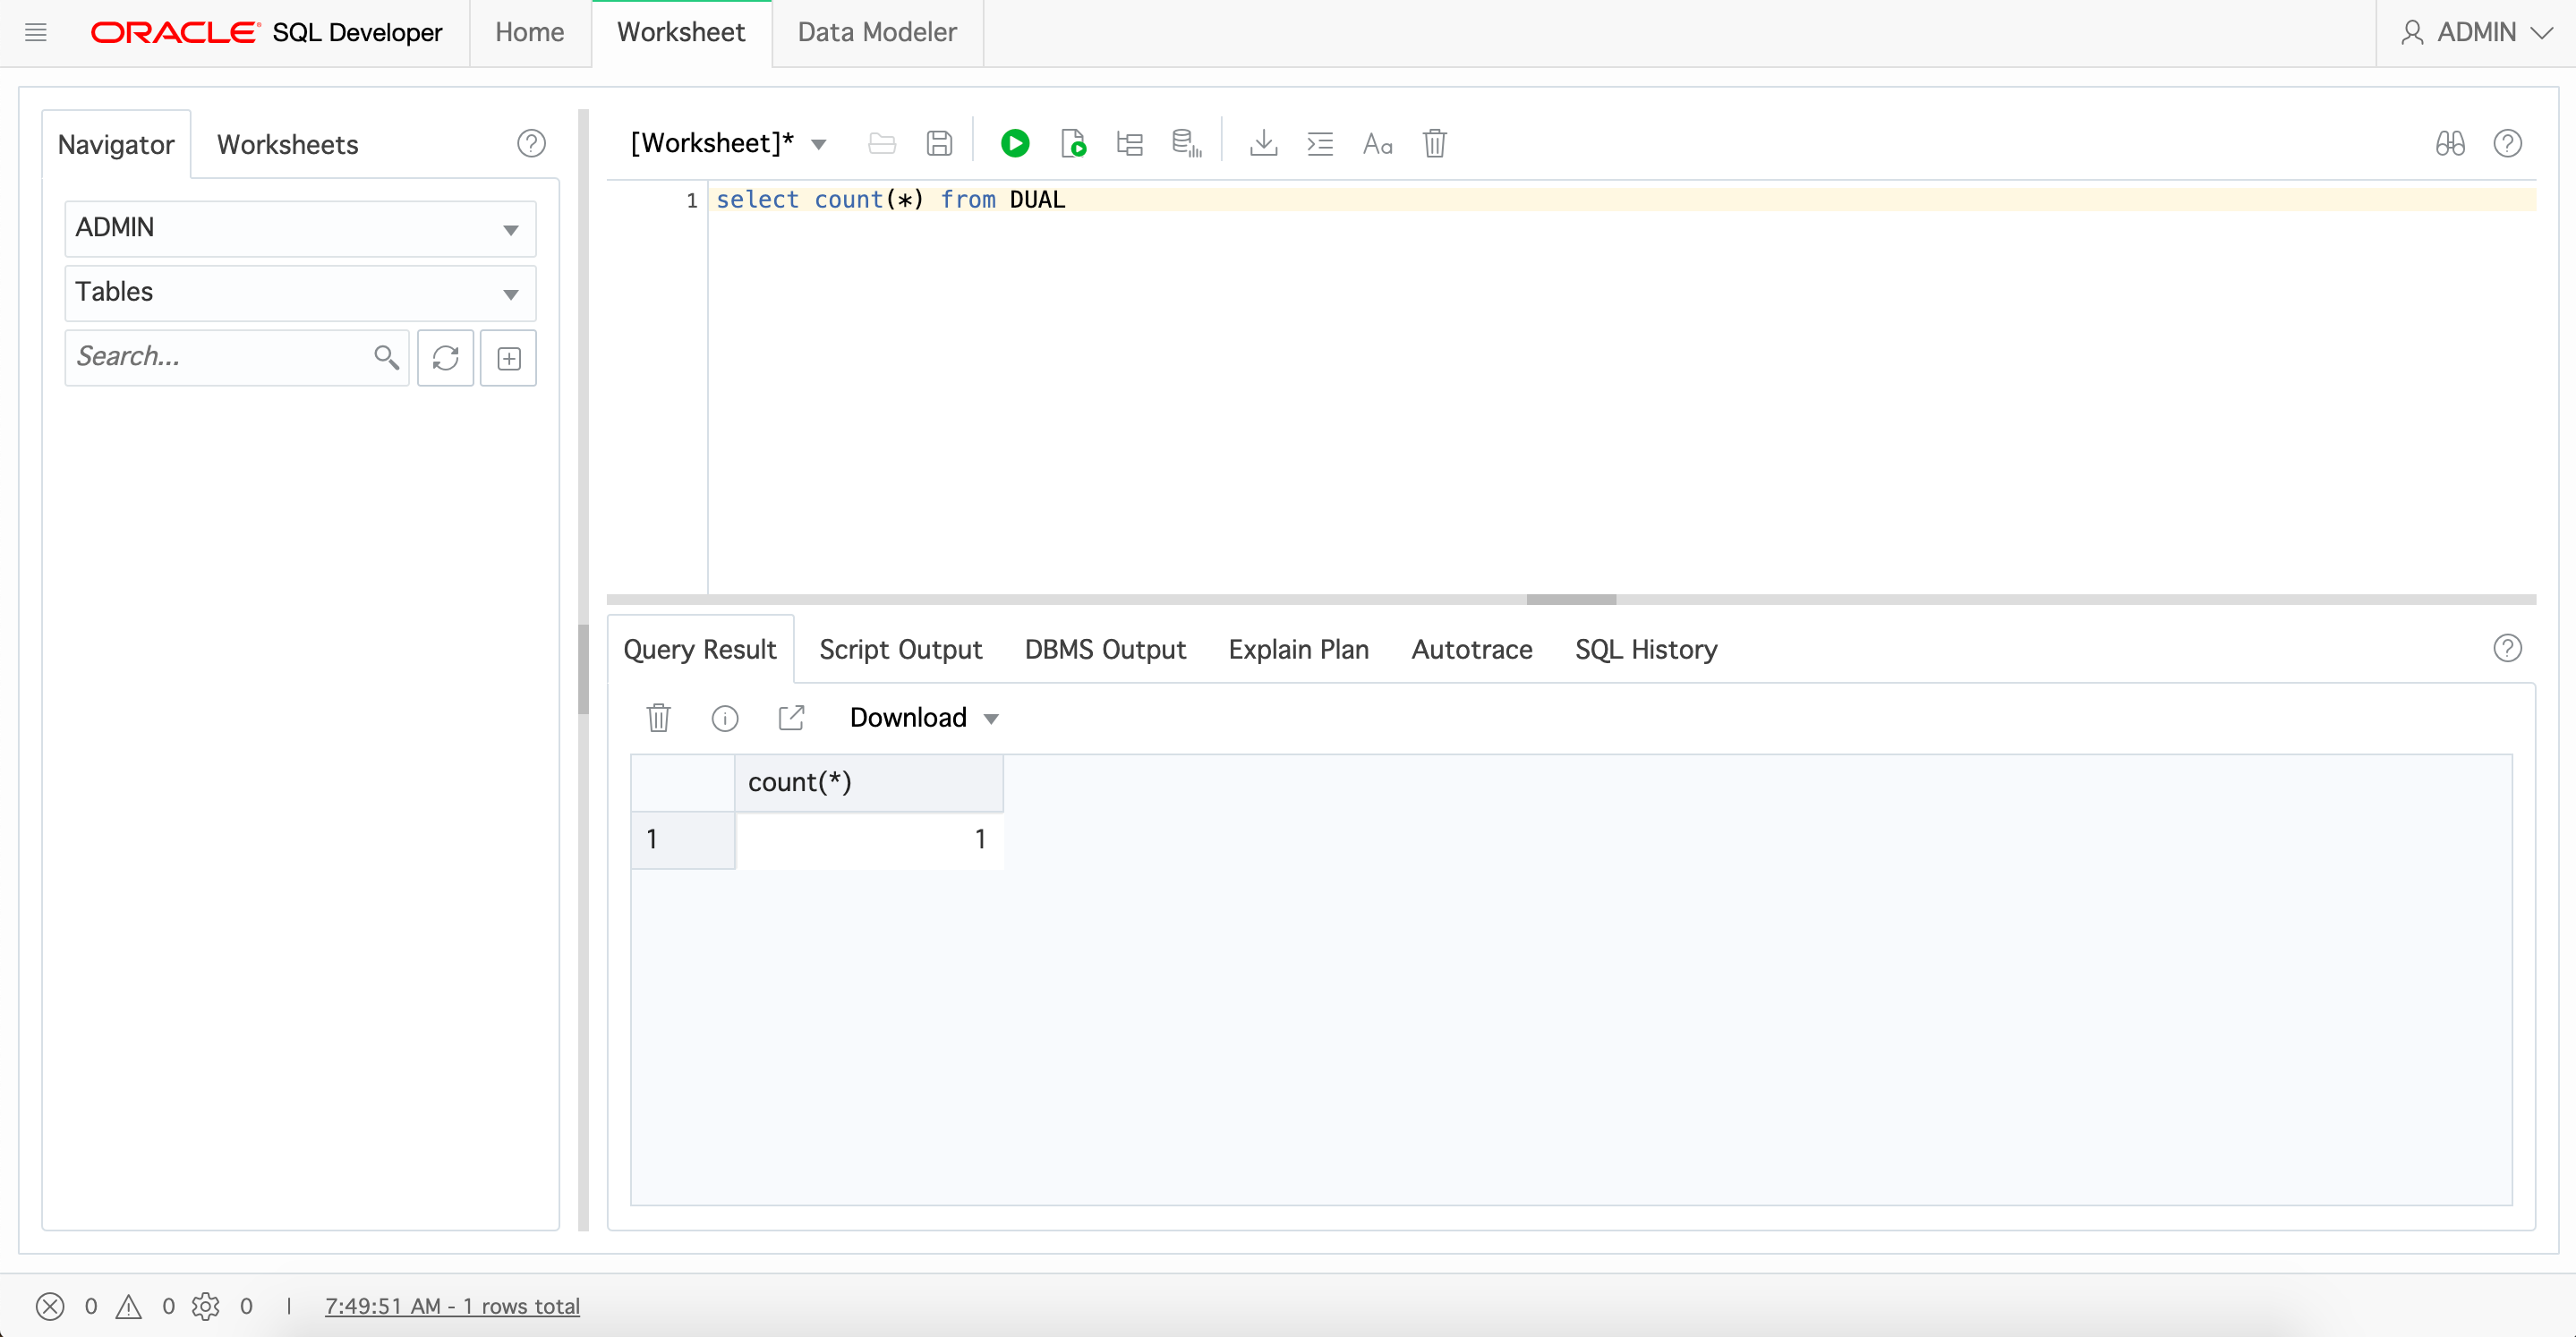 ORACLE SQL Developer Home Worksheet Data Modeler ADMIN
Navigator Worksheets
ADMIN
Tables
Search...
[Worksheet]*
Aa
1 select count(*) from DUAL
Query Result Script Output DBMS Output Explain Plan Autotrace SQL History
Download
count(*)
1 1
0 0 0 | 7:49:51 AM - 1 rows total